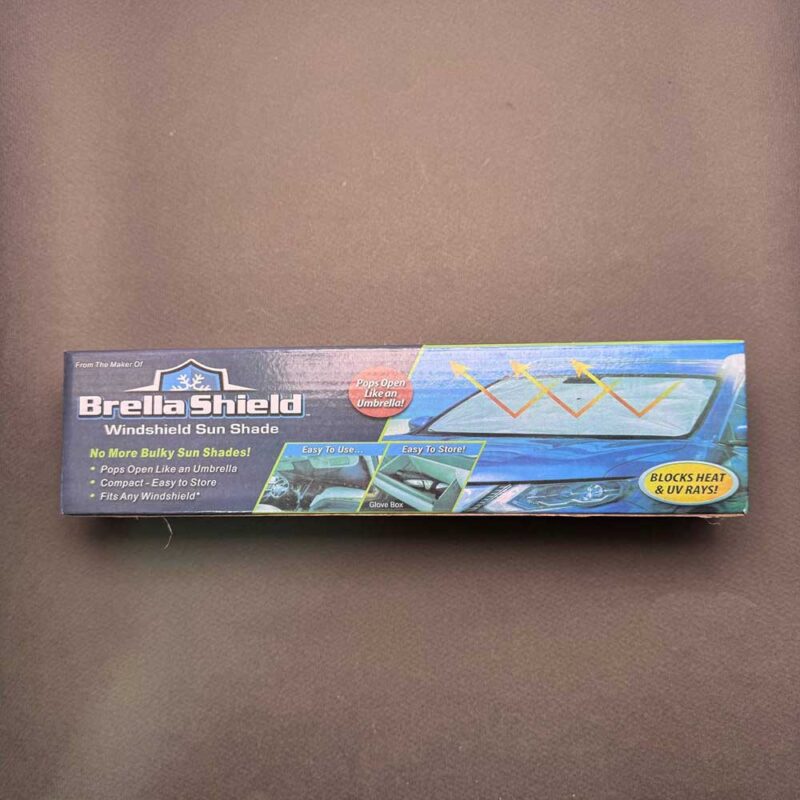 From The Maker Of
Brella Shield™
Windshield Sun Shade
No More Bulky Sun Shades!
• Pops Open Like an Umbrella
• Compact - Easy to Store
• Fits Any Windshield*
Pops Open
Like an
Umbrella!
Easy To Use...
Easy To Store!
Glove Box
BLOCKS HEAT
& UV RAYS!